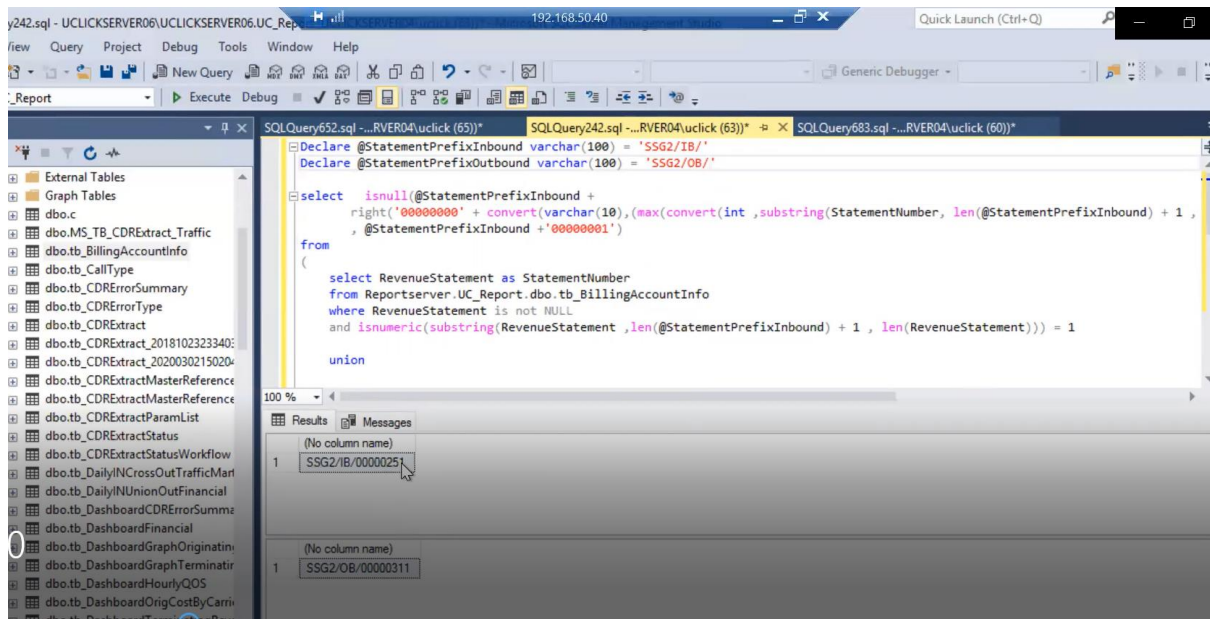 y242.sql - UCLICKSERVER06\UCLICKSERVER06.UC_Rep
192.168.50.40
Management Studio
Quick Launch (Ctrl+Q)
View Query Project Debug Tools Window Help
New Query
Generic Debugger
_Report
Execute Debug
SQLQuery652.sql -...RVER04\uclick (65))*
SQLQuery242.sql -...RVER04\uclick (63))*
SQLQuery683.sql -...RVER04\uclick (60))*
External Tables
Graph Tables
dbo.c
dbo.MS_TB_CDRExtract_Traffic
dbo.tb_BillingAccountInfo
dbo.tb_CallType
dbo.tb_CDRErrorSummary
dbo.tb_CDRErrorType
dbo.tb_CDRExtract
dbo.tb_CDRExtract_2018102323340
dbo.tb_CDRExtract_2020030215020
dbo.tb_CDRExtractMasterReference
dbo.tb_CDRExtractMasterReference
dbo.tb_CDRExtractParamList
dbo.tb_CDRExtractStatus
dbo.tb_CDRExtractStatusWorkflow
dbo.tb_DailyINCrossOutTrafficMar
dbo.tb_DailyINUnionOutFinancial
dbo.tb_DashboardCDRErrorSumma
dbo.tb_DashboardFinancial
dbo.tb_DashboardGraphOriginatin
dbo.tb_DashboardGraphTerminatir
dbo.tb_DashboardHourlyQOS
dbo.tb_DashboardOrigCostByCarri
Declare @StatementPrefixInbound varchar(100) = 'SSG2/IB/'
Declare @StatementPrefixOutbound varchar(100) = 'SSG2/OB/'
select isnull(@StatementPrefixInbound +
right('00000000' + convert(varchar(10),(max(convert(int ,substring(StatementNumber, len(@StatementPrefixInbound) + 1 ,
, @StatementPrefixInbound +'00000001')
from
(
select RevenueStatement as StatementNumber
from Reportserver.UC_Report.dbo.tb_BillingAccountInfo
where RevenueStatement is not NULL
and isnumeric(substring(RevenueStatement ,len(@StatementPrefixInbound) + 1 , len(RevenueStatement))) = 1
union
100 %
Results Messages
(No column name)
1 SSG2/IB/00000251
(No column name)
1 SSG2/OB/00000311